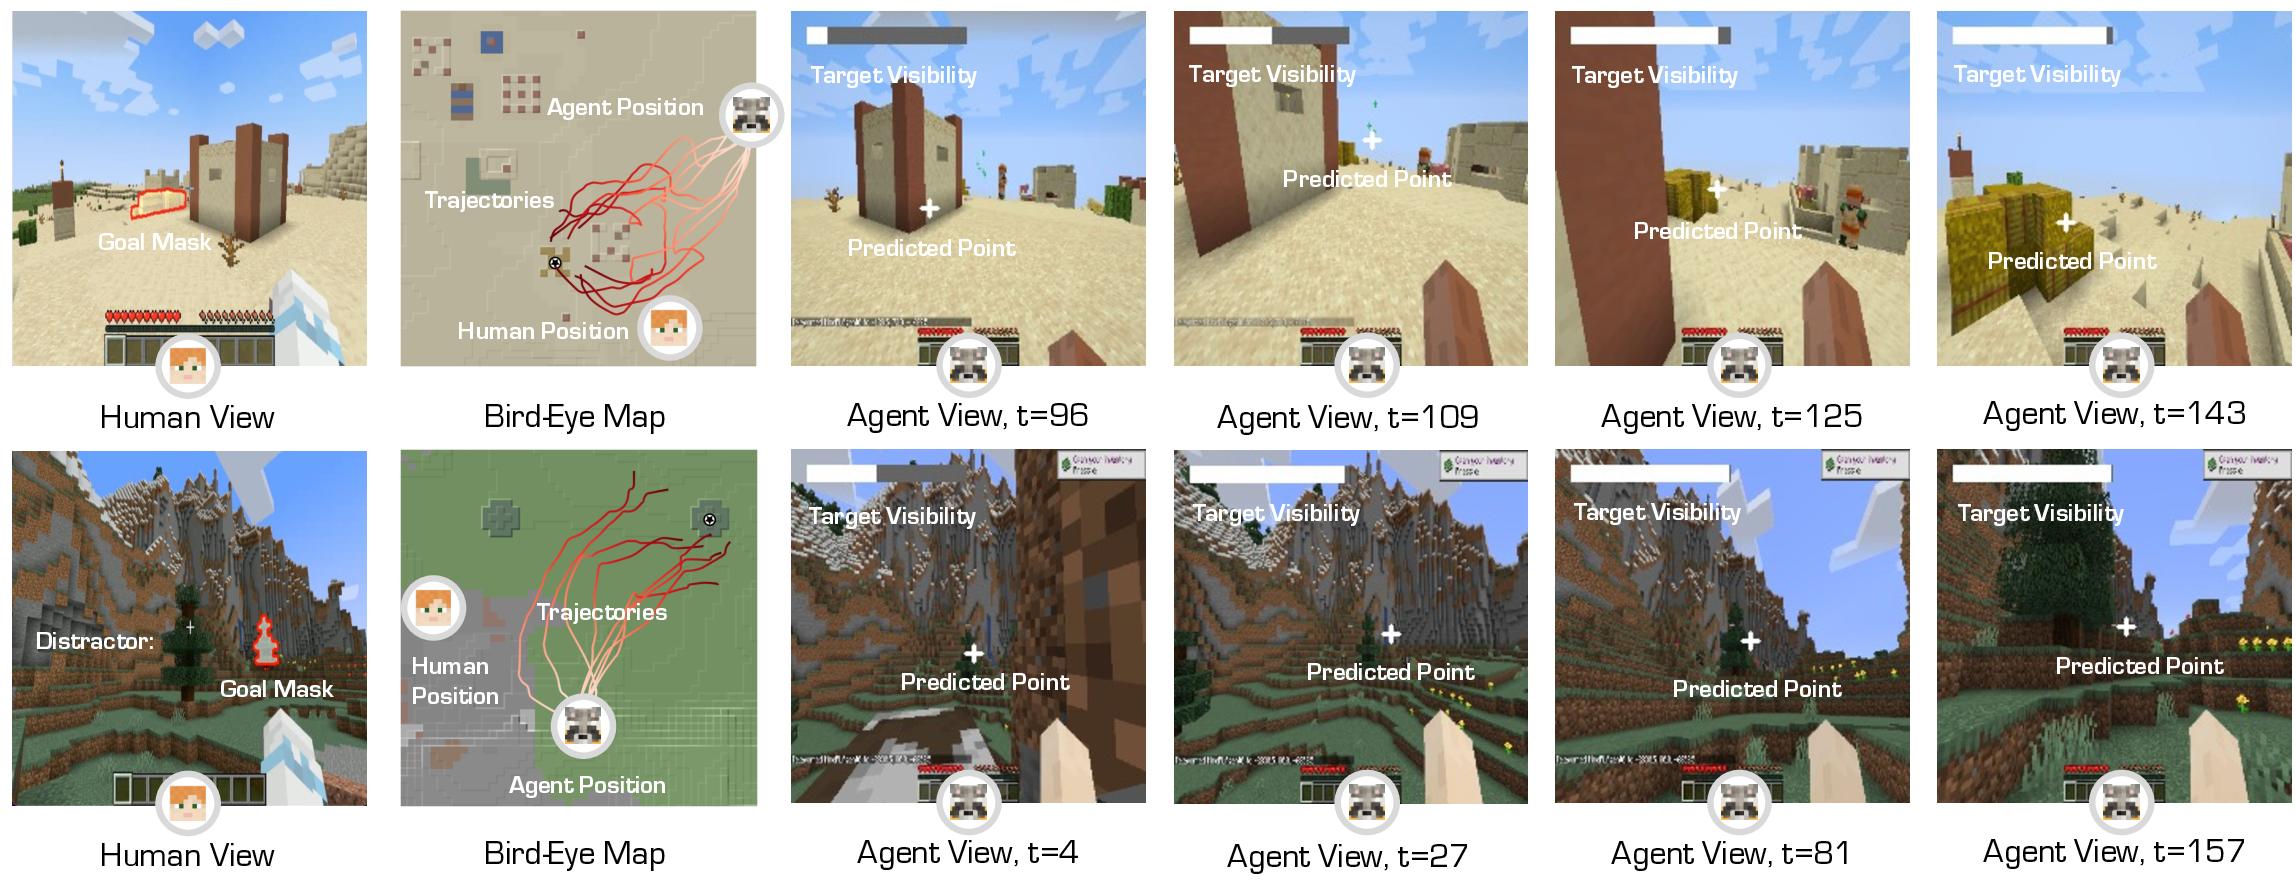 Goal Mask
Human View
Agent Position
Trajectories
Human Position
Bird-Eye Map
Target Visibility
Predicted Point
Agent View, t=96
Target Visibility
Predicted Point
Agent View, t=109
Target Visibility
Predicted Point
Agent View, t=125
Target Visibility
Predicted Point
Agent View, t=143
Distractor:
Goal Mask
Human View
Trajectories
Human
Position
Agent Position
Bird-Eye Map
Target Visibility
Predicted Point
Agent View, t=4
Target Visibility
Predicted Point
Agent View, t=27
Target Visibility
Predicted Point
Agent View, t=81
Target Visibility
Predicted Point
Agent View, t=157